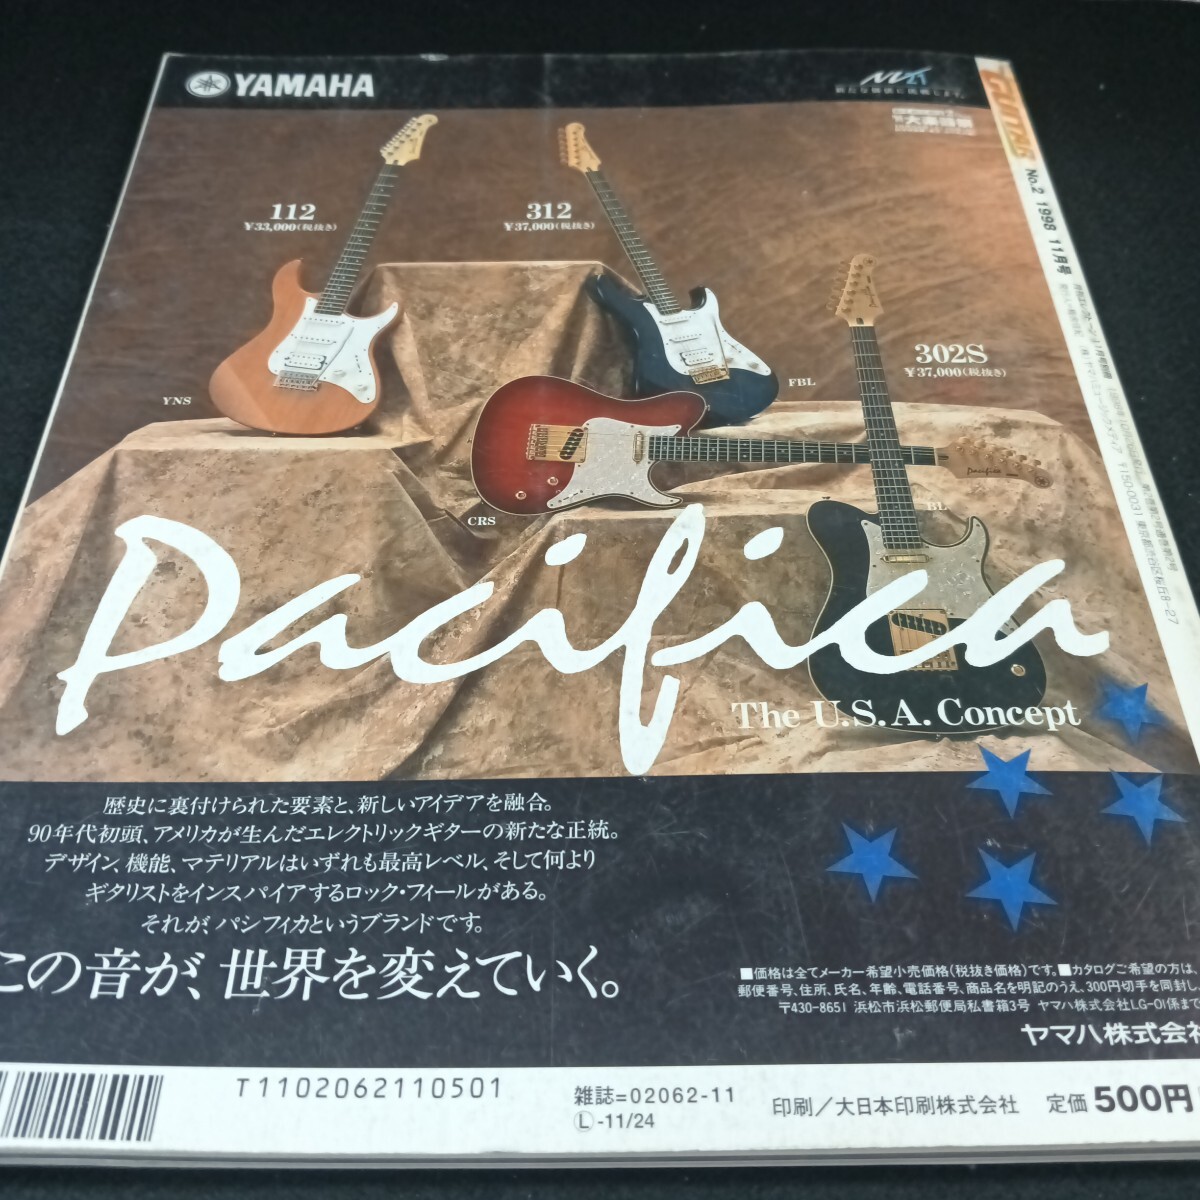 YAMAHA
112
¥33,000(税抜き)
312
¥37,000(税抜き)
302S
¥37,000(税抜き)
YNS
FBL
CRS
BL
Pacifica
Pacifica
The U.S.A. Concept
歴史に裏付けられた要素と、新しいアイデアを融合。
90年代初頭、アメリカが生んだエレクトリックギターの新たな正統。
デザイン、機能、マテリアルはいずれも最高レベル、そして何より
ギタリストをインスパイアするロック・フィールがある。
それが、パシフィカというブランドです。
この音が、世界を変えていく。
■価格は全てメーカー希望小売価格(税抜き価格)です。■カタログご希望の方は、
郵便番号、住所、氏名、年齢、電話番号、商品名を明記のうえ、300円切手を同封し、
〒430-8651 浜松市浜松郵便局私書箱3号 ヤマハ株式会社LG-01係まで
ヤマハ株式会社
T1102062110501
雑誌=02062-11
Ⓛ-11/24
印刷/大日本印刷株式会社
定価 500円
No.2 1998 11月号